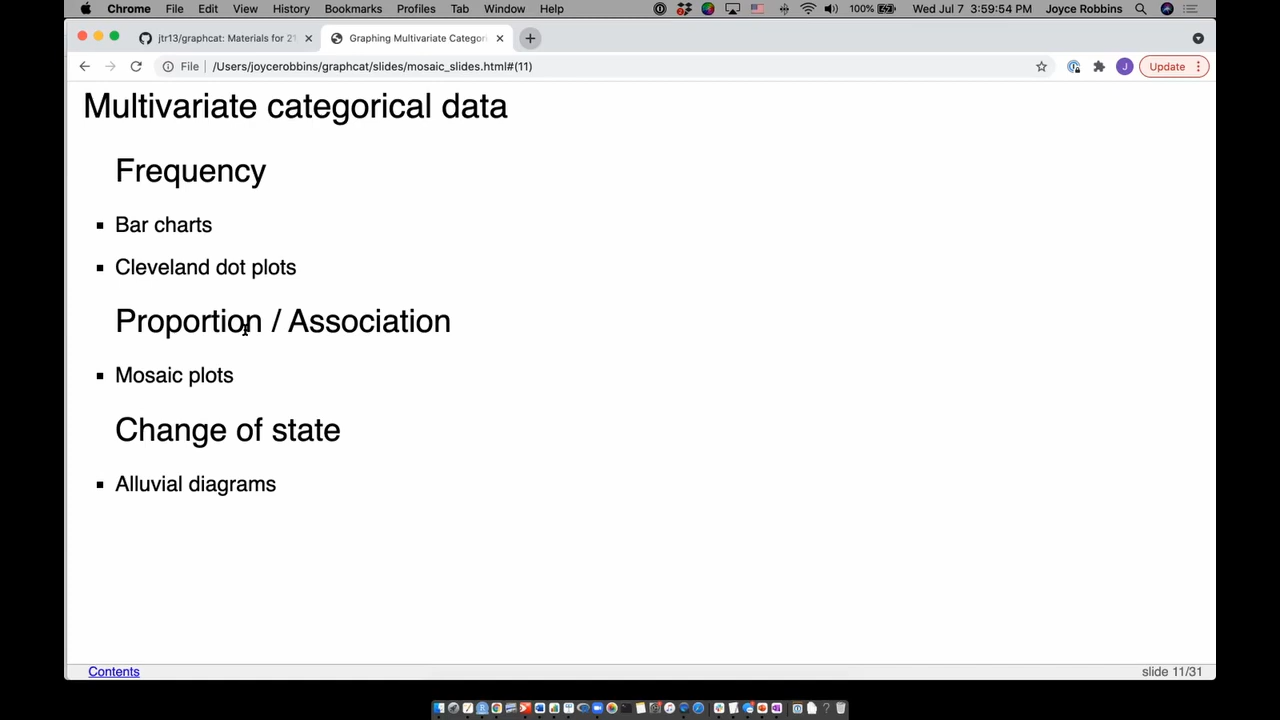 Chrome File Edit View History Bookmarks Profiles Tab Window Help 100% Wed Jul 7 3:59:54 PM Joyce Robbins
jtr13/graphcat: Materials for 21 Graphing Multivariate Categori
File /Users/joycerobbins/graphcat/slides/mosaic_slides.html#(11) J Update
Multivariate categorical data
Frequency
Bar charts
Cleveland dot plots
Proportion / Association
Mosaic plots
Change of state
Alluvial diagrams
Contents slide 11/31